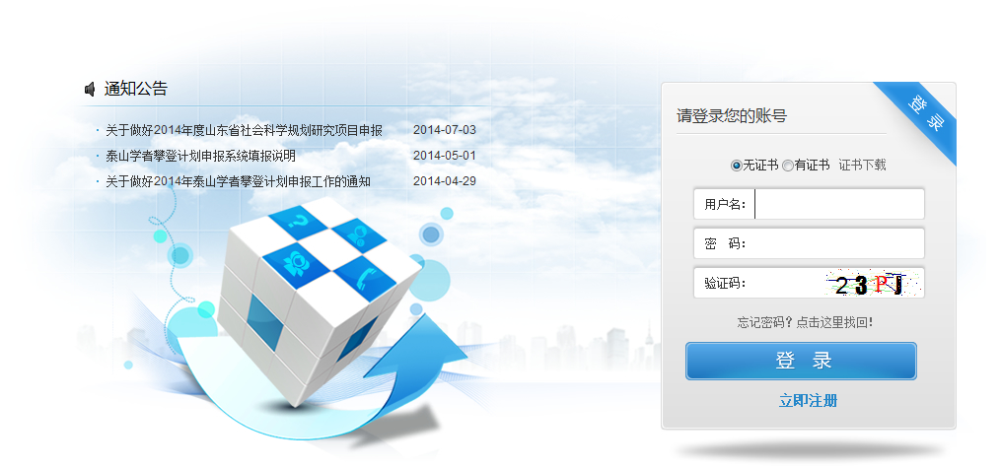 通知公告
· 关于做好2014年度山东省社会科学规划研究项目申报 2014-07-03
· 泰山学者攀登计划申报系统填报说明 2014-05-01
· 关于做好2014年泰山学者攀登计划申报工作的通知 2014-04-29
登 录
请登录您的账号
无证书 有证书 证书下载
用户名：
密 码：
验证码： 23PJ
忘记密码？点击这里找回！
登 录
立即注册